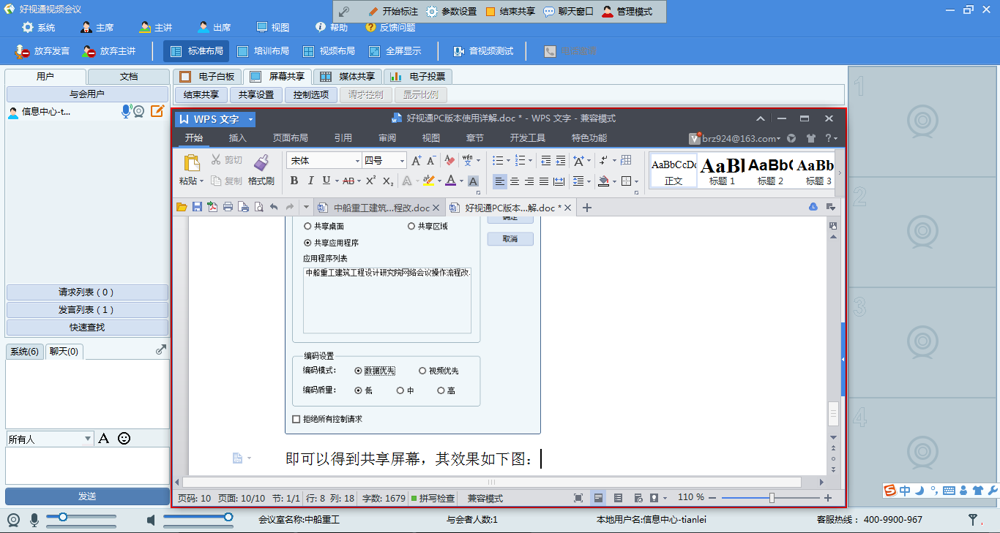 好视通视频会议
开始标注 参数设置 结束共享 聊天窗口 管理模式
系统 主席 主讲 出席 视图 帮助 反馈问题
放弃发言 放弃主讲 标准布局 培训布局 视频布局 全屏显示 音视频测试
用户 文档
电子白板 屏幕共享 媒体共享 电子投票
与会用户
结束共享 共享设置 控制选项 请求控制 显示比例
信息中心-t...
请求列表（0）
发言列表（1）
快速查找
系统(6) 聊天(0)
所有人 A
发送
W WPS 文字
好视通PC版本使用详解.doc * - WPS 文字 - 兼容模式
开始 插入 页面布局 引用 审阅 视图 章节 开发工具 特色功能
brz924@163.com ?
粘贴 剪切 复制 格式刷
宋体 四号
B I U AB X² X₂ A A A
AaBbCcDd AaBl AaBbC AaBb
正文 标题 1 标题 2 标题 3
中船重工建筑...程改.doc
好视通PC版本...解.doc *
确定
共享桌面 共享区域
取消
共享应用程序
应用程序列表
中船重工建筑工程设计研究院网络会议操作流程改.
编码设置
编码模式: 数据优先 视频优先
编码质量: 低 中 高
拒绝所有控制请求
即可以得到共享屏幕，其效果如下图：
页码: 10 页面: 10/10 节: 1/1 行: 8 列: 18 字数: 1679 拼写检查 兼容模式 110 %
1
2
3
4
S 中
会议室名称:中船重工 与会者人数:1 本地用户名:信息中心-tianlei 客服热线： 400-9900-967